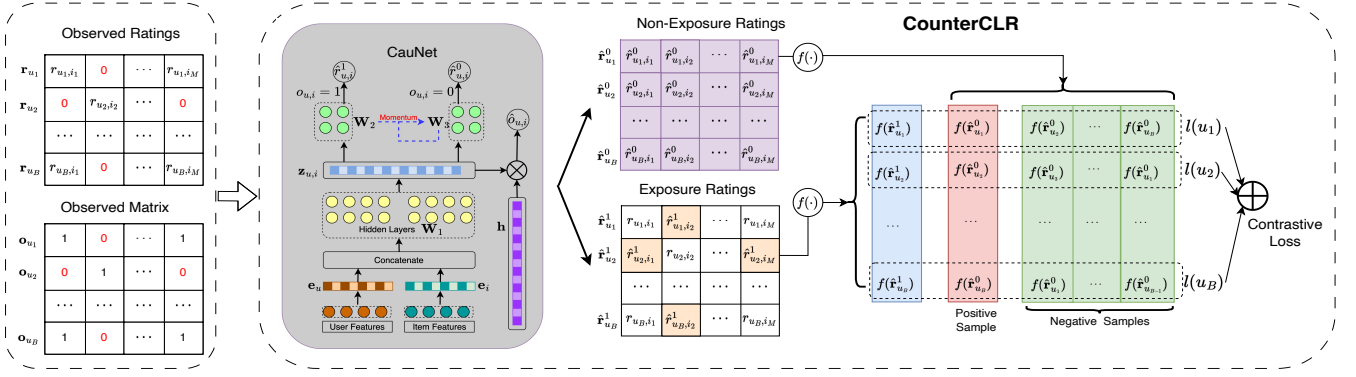 Observed Ratings
r_{u_1} r_{u_1,i_1} 0 ⋯ r_{u_1,i_M}
r_{u_2} 0 r_{u_2,i_2} ⋯ 0
⋯ ⋯ ⋯ ⋯
r_{u_B} r_{u_B,i_1} 0 ⋯ r_{u_B,i_M}
Observed Matrix
o_{u_1} 1 0 ⋯ 1
o_{u_2} 0 1 ⋯ 0
⋯ ⋯ ⋯ ⋯
o_{u_B} 1 0 ⋯ 1
CauNet
r̂^1_{u,i} r̂^0_{u,i}
o_{u,i} = 1 o_{u,i} = 0
W_2 Momentum W_3 ô_{u,i}
z_{u,i}
Hidden Layers W_1
h
Concatenate
e_u e_i
User Features Item Features
Non-Exposure Ratings
r̂^0_{u_1} r̂^0_{u_1,i_1} r̂^0_{u_1,i_2} ⋯ r̂^0_{u_1,i_M}
r̂^0_{u_2} r̂^0_{u_2,i_1} r̂^0_{u_2,i_2} ⋯ r̂^0_{u_2,i_M}
⋯ ⋯ ⋯ ⋯
r̂^0_{u_B} r̂^0_{u_B,i_1} r̂^0_{u_B,i_2} ⋯ r̂^0_{u_B,i_M}
f(·)
Exposure Ratings
r̂^1_{u_1} r_{u_1,i_1} r̂^1_{u_1,i_2} ⋯ r_{u_1,i_M}
r̂^1_{u_2} r̂^1_{u_2,i_1} r_{u_2,i_2} ⋯ r̂^1_{u_2,i_M}
⋯ ⋯ ⋯ ⋯
r̂^1_{u_B} r_{u_B,i_1} r̂^1_{u_B,i_2} ⋯ r_{u_B,i_M}
f(·)
CounterCLR
f(r̂^1_{u_1}) f(r̂^0_{u_1}) f(r̂^0_{u_2}) ⋯ f(r̂^0_{u_B}) l(u_1)
f(r̂^1_{u_2}) f(r̂^0_{u_2}) f(r̂^0_{u_1}) ⋯ f(r̂^0_{u_B}) l(u_2)
⋯ ⋯ ⋯
f(r̂^1_{u_B}) f(r̂^0_{u_B}) f(r̂^0_{u_1}) ⋯ f(r̂^0_{u_{B-1}}) l(u_B)
Contrastive
Loss
Positive
Sample
Negative Samples